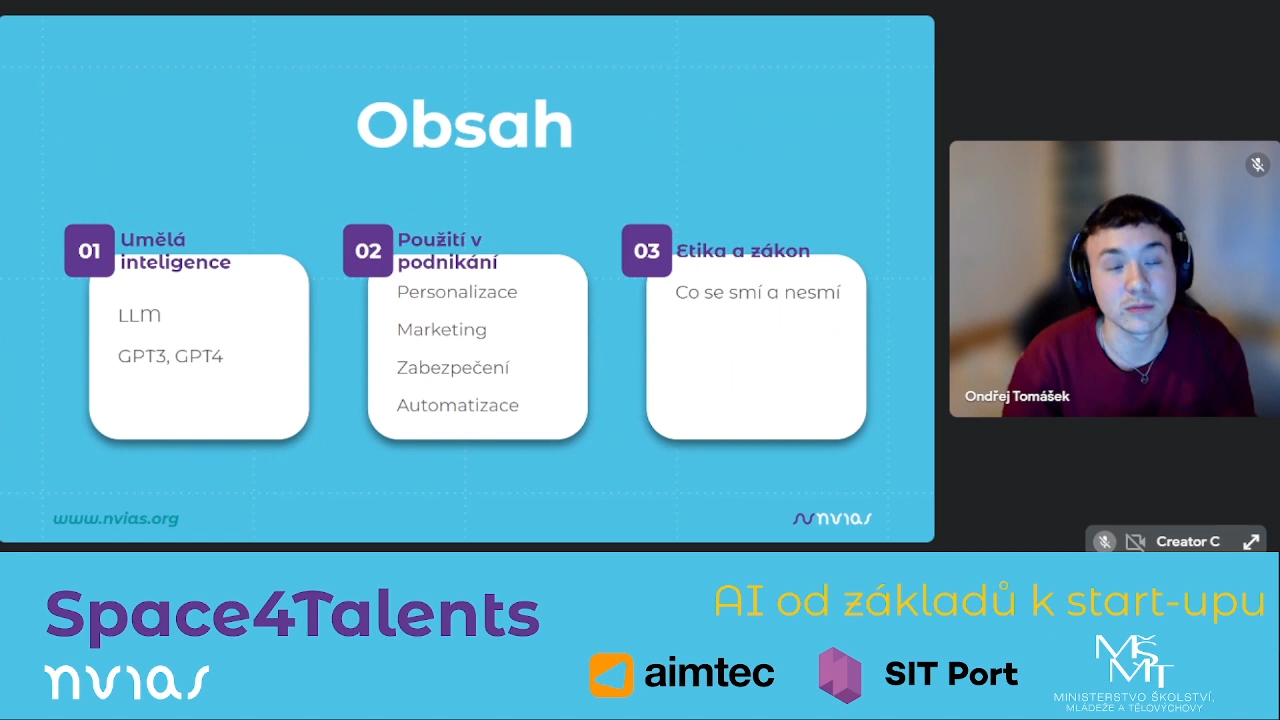 Obsah
01
Umělá
inteligence
LLM
GPT3, GPT4
02
Použití v
podnikání
Personalizace
Marketing
Zabezpečení
Automatizace
03
Etika a zákon
Co se smí a nesmí
www.nvias.org
nvias
Ondřej Tomášek
Creator C
Space4Talents
AI od základů k start-upu
nvias
aimtec
SIT Port
MŠMT
MINISTERSTVO ŠKOLSTVÍ,
MLÁDEŽE A TĚLOVÝCHOVY